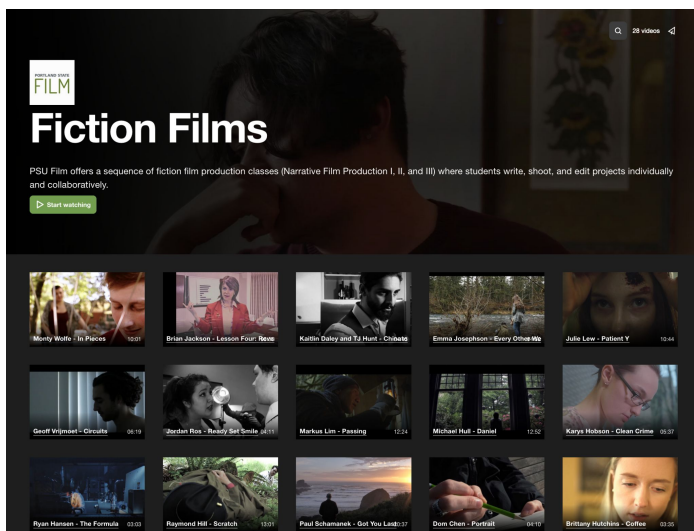 28 videos
PORTLAND STATE
FILM
Fiction Films
PSU Film offers a sequence of fiction film production classes (Narrative Film Production I, II, and III) where students write, shoot, and edit projects individually
and collaboratively.
Start watching
Monty Wolfe - In Pieces 10:01
Brian Jackson - Lesson Four:
Kaitlin Daley and TJ Hunt -
Emma Josephson - Every Other
Julie Lew - Patient Y 10:44
Geoff Vrijmoet - Circuits 06:19
Jordan Ros - Ready Set Smile 04:11
Markus Lim - Passing 12:24
Michael Hull - Daniel 12:52
Karys Hobson - Clean Crime 05:37
Ryan Hansen - The Formula 03:03
Raymond Hill - Scratch 13:01
Paul Schamanek - Got You Last
Dom Chen - Portrait 04:10
Brittany Hutchins - Coffee 03:35